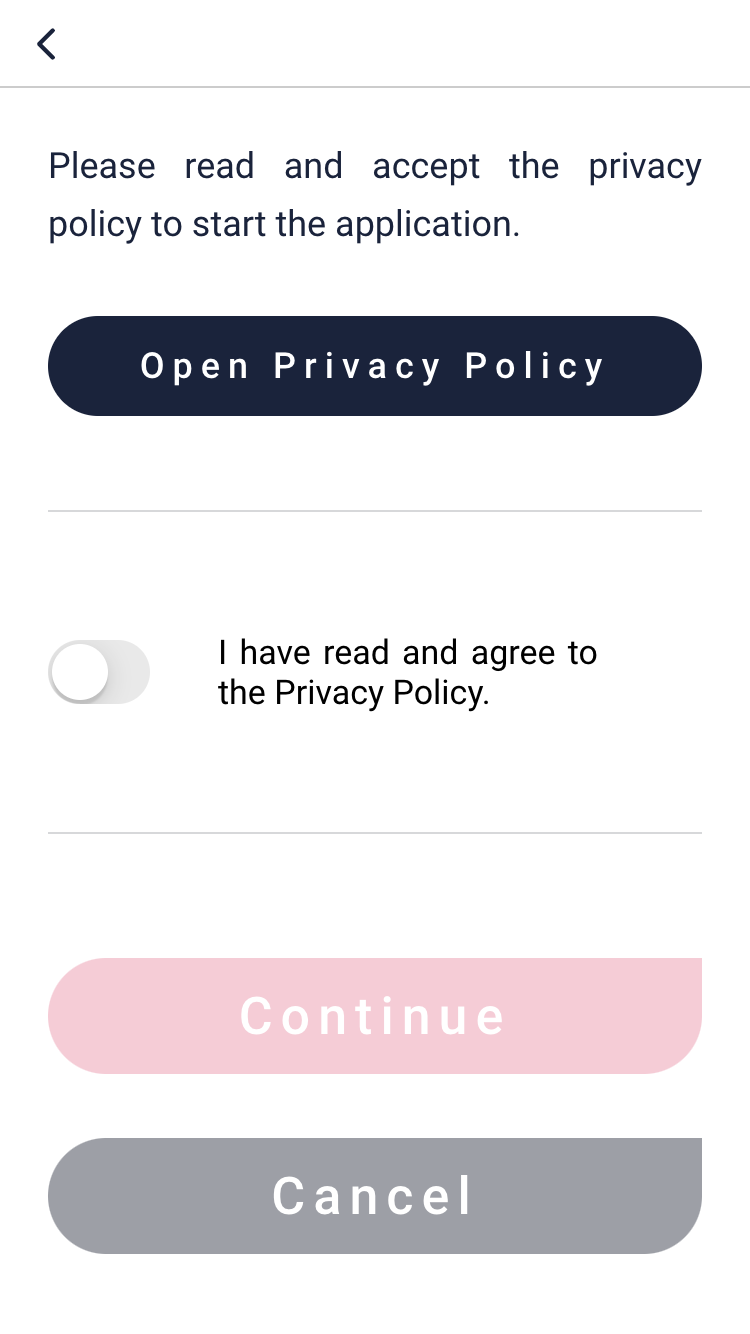 Please read and accept the privacy
policy to start the application.
Open Privacy Policy
I have read and agree to
the Privacy Policy.
Continue
Cancel